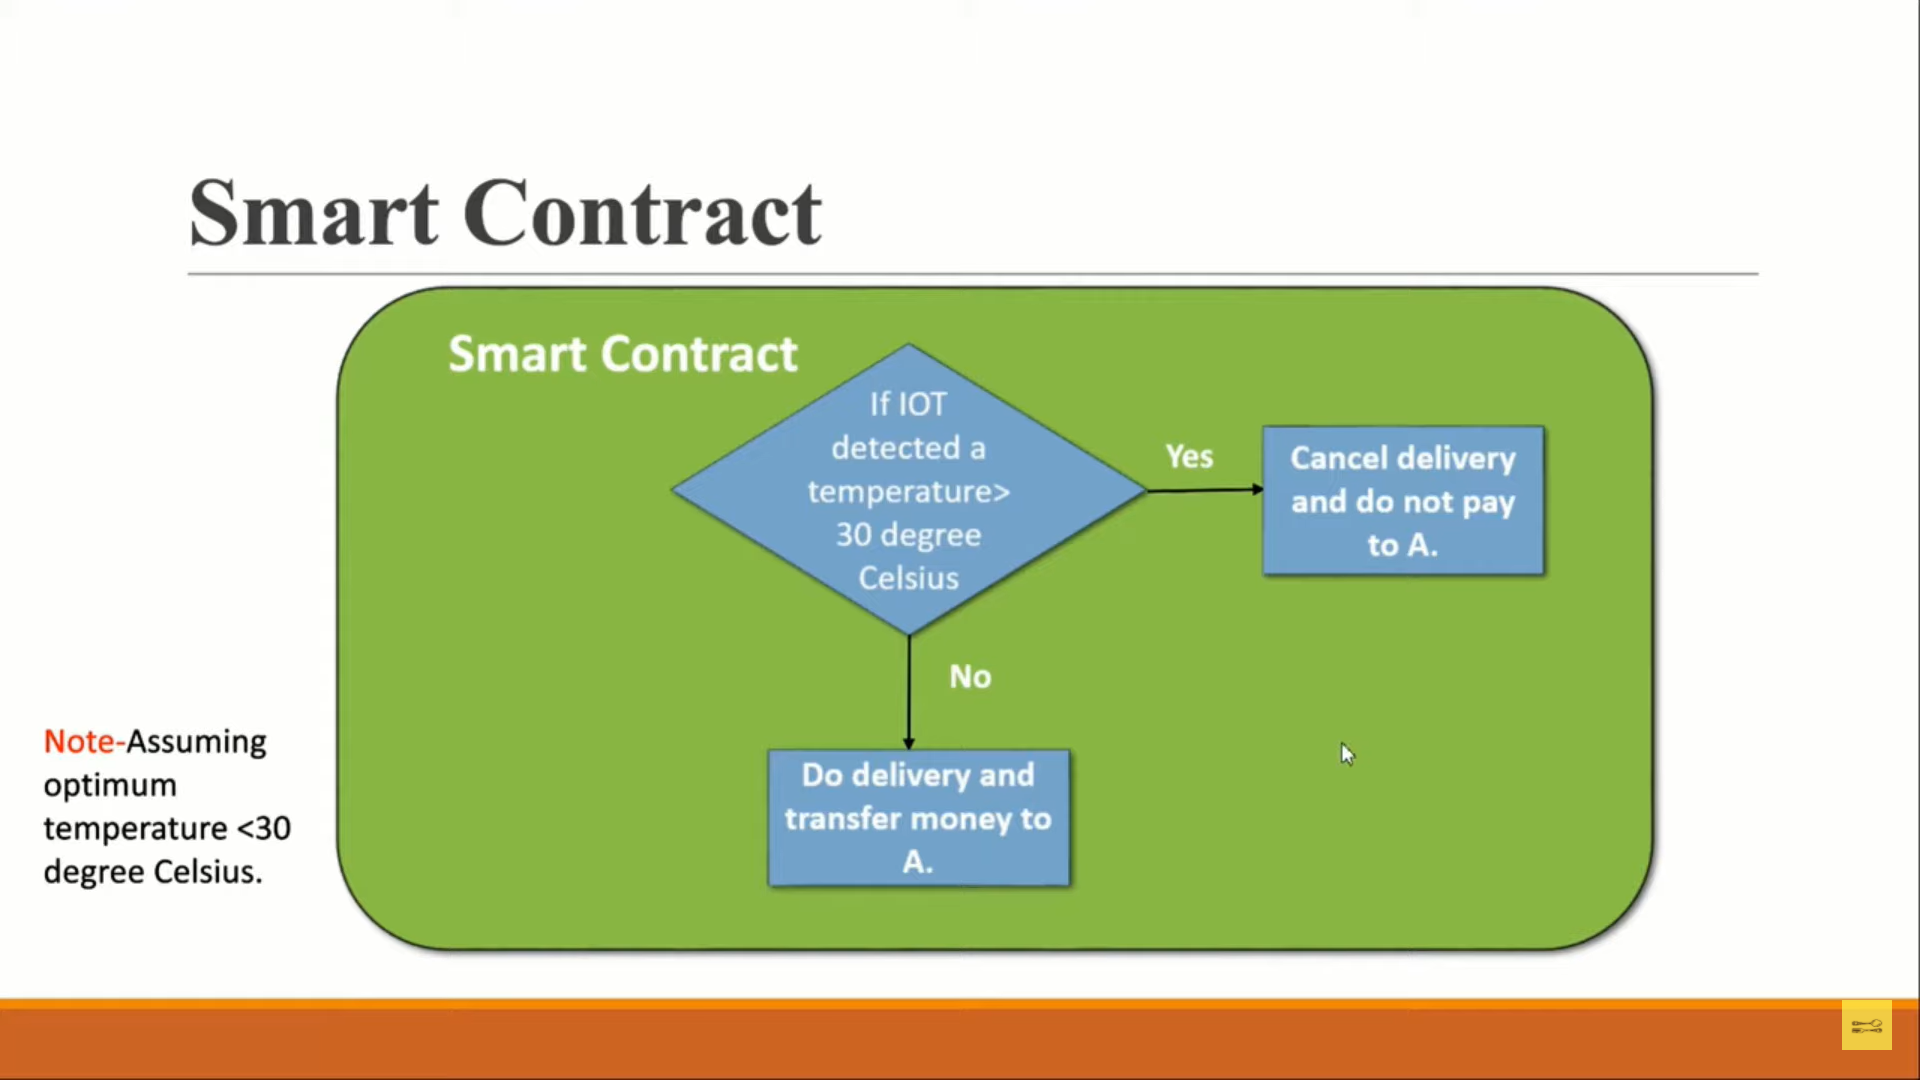 Smart Contract
Smart Contract
If IOT
detected a
temperature>
30 degree
Celsius
Yes
Cancel delivery
and do not pay
to A.
No
Do delivery and
transfer money to
A.
Note-Assuming
optimum
temperature <30
degree Celsius.